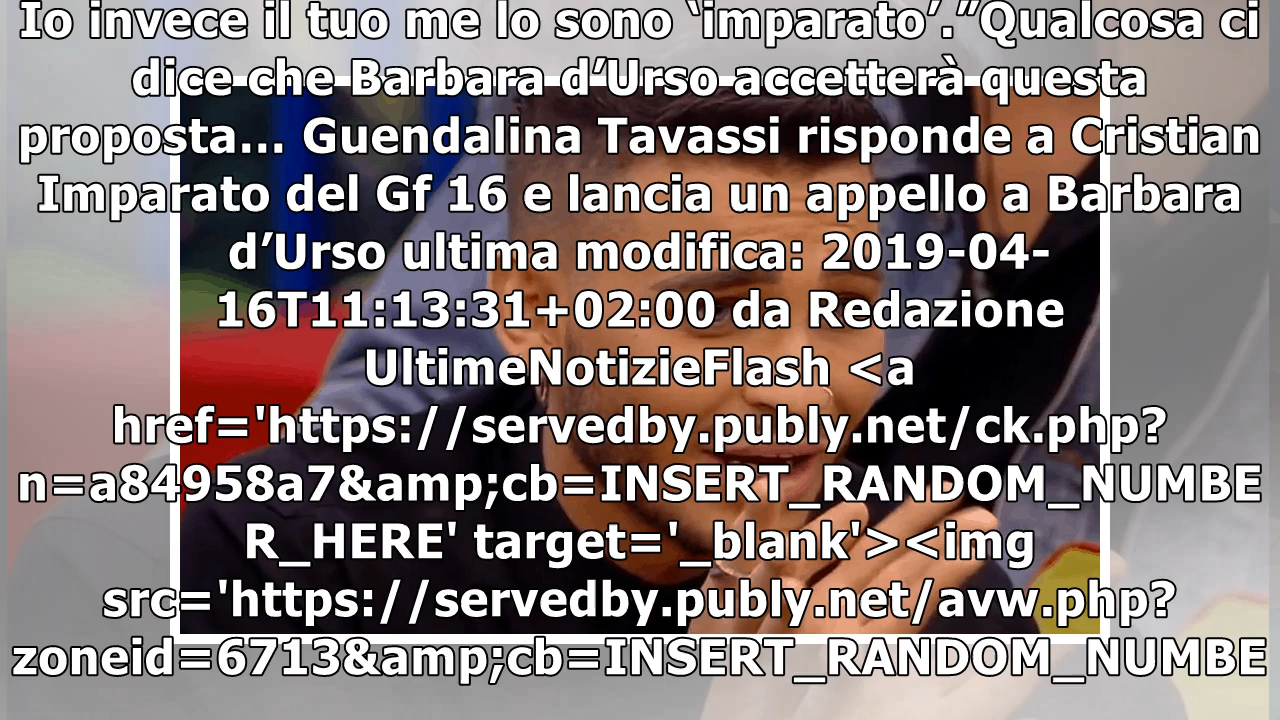 Io invece il tuo me lo sono ‘imparato’.”Qualcosa ci
dice che Barbara d’Urso accetterà questa
proposta… Guendalina Tavassi risponde a Cristian
Imparato del Gf 16 e lancia un appello a Barbara
d’Urso ultima modifica: 2019-04-
16T11:13:31+02:00 da Redazione
UltimeNotizieFlash <a
href='https://servedby.publy.net/ck.php?
n=a84958a7&amp;cb=INSERT_RANDOM_NUMBE
R_HERE' target='_blank'><img
src='https://servedby.publy.net/avw.php?
zoneid=6713&amp;cb=INSERT_RANDOM_NUMBE